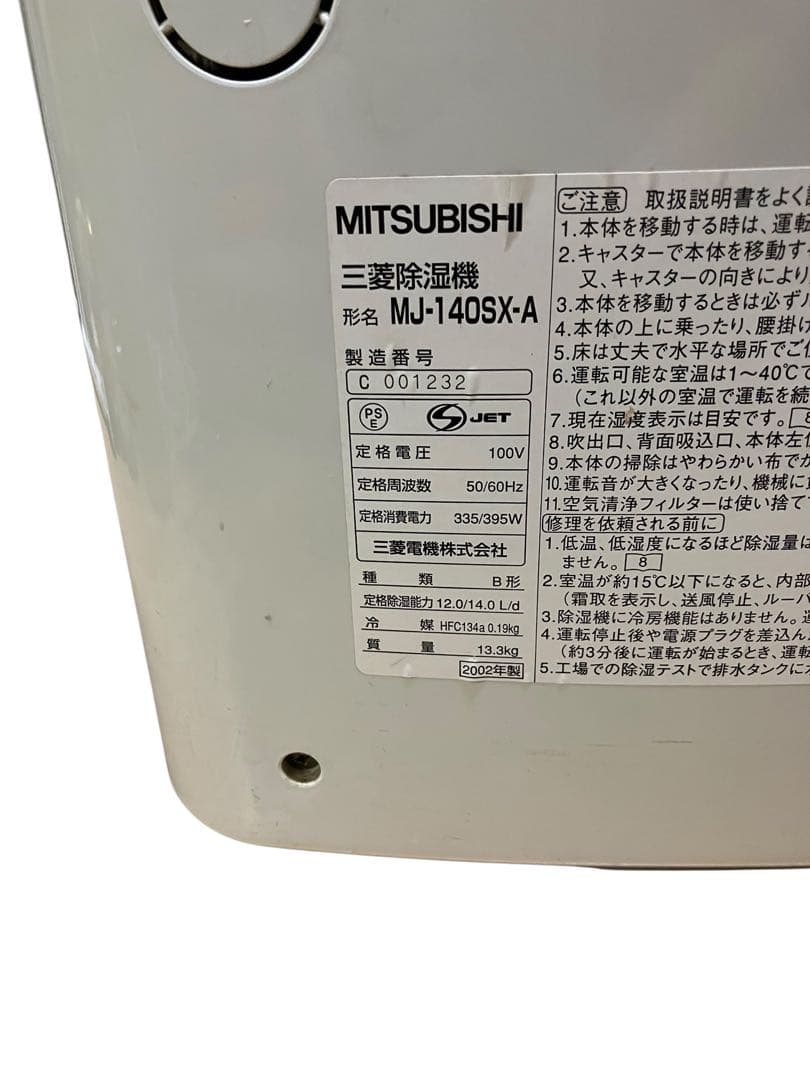 MITSUBISHI
三菱除湿機
形名 MJ-140SX-A
製造番号
C 001232
PSE JET
定格電圧 100V
定格周波数 50/60Hz
定格消費電力 335/395W
三菱電機株式会社
種類 B形
定格除湿能力 12.0/14.0 L/d
冷媒 HFC134a 0.19kg
質量 13.3kg
2002年製
ご注意 取扱説明書をよく
1.本体を移動する時は、運転
2.キャスターで本体を移動す
又、キャスターの向きにより
3.本体を移動するときは必ず
4.本体の上に乗ったり、腰掛け
5.床は丈夫で水平な場所でご
6.運転可能な室温は1〜40℃で
(これ以外の室温で運転を続
7.現在湿度表示は目安です。8
8.吹出口、背面吸込口、本体左
9.本体の掃除はやわらかい布で
10.運転音が大きくなったり、機械に
11.空気清浄フィルターは使い捨て
修理を依頼される前に
1.低温、低湿度になるほど除湿量は
ません。8
2.室温が約15℃以下になると、内部
(霜取を表示し、送風停止、ルーバ
3.除湿機に冷房機能はありません。
4.運転停止後や電源プラグを差込ん
(約3分後に運転が始まるとき、運転
5.工場での除湿テストで排水タンクに